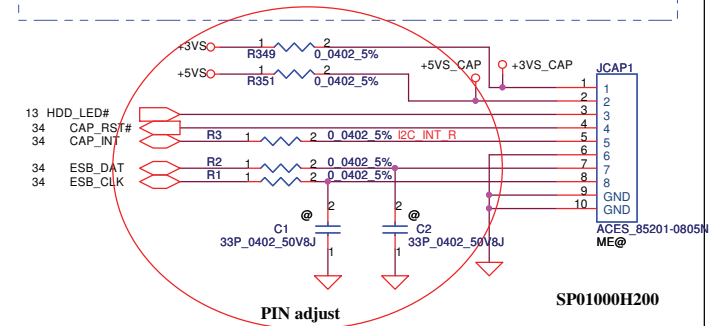 +3VS 1 2 R349 0_0402_5%
+5VS 1 2 R351 0_0402_5%
+5VS_CAP +3VS_CAP
JCAP1
13 HDD_LED#
34 CAP_RST#
34 CAP_INT R3 1 2 0_0402_5% I2C_INT_R
34 ESB_DAT R2 1 2 0_0402_5%
34 ESB_CLK R1 1 2 0_0402_5%
1 1
2 2
3 3
4 4
5 5
6 6
7 7
8 8
9 GND
10 GND
ACES_85201-0805N
ME@
2 @ C1 33P_0402_50V8J 1
2 @ C2 33P_0402_50V8J 1
SP01000H200
PIN adjust